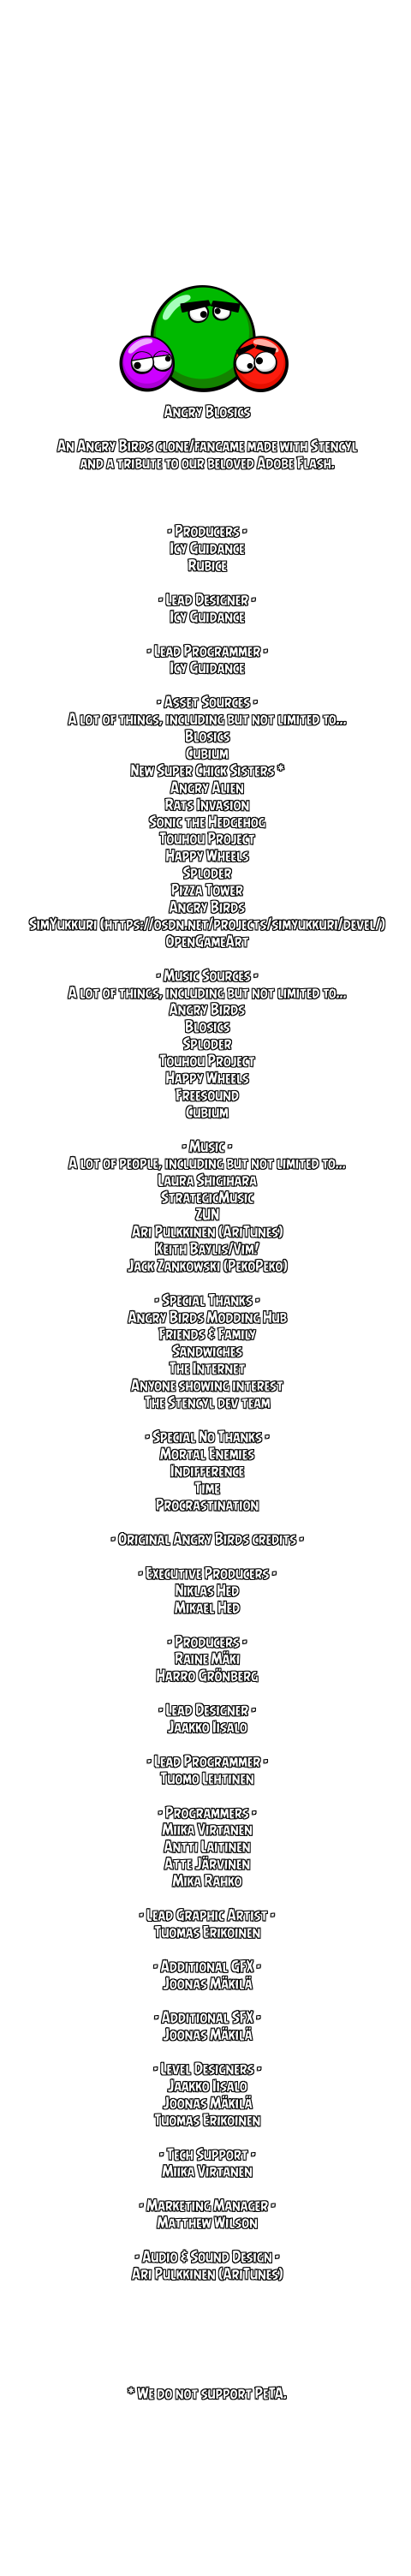 Angry Blosics
An Angry Birds clone/fangame made with Stencyl
and a tribute to our beloved Adobe Flash.
- Producers -
Icy Guidance
Rubice
- Lead Designer -
Icy Guidance
- Lead Programmer -
Icy Guidance
- Asset Sources -
A lot of things, including but not limited to...
Blosics
Cubium
New Super Chick Sisters *
Angry Alien
Rats Invasion
Sonic the Hedgehog
Touhou Project
Happy Wheels
Sploder
Pizza Tower
Angry Birds
SimYukkuri (https://osdn.net/projects/simyukkuri/devel/)
OpenGameArt
- Music Sources -
A lot of things, including but not limited to...
Angry Birds
Blosics
Sploder
Touhou Project
Happy Wheels
Freesound
Cubium
- Music -
A lot of people, including but not limited to...
Laura Shigihara
StrategicMusic
ZUN
Ari Pulkkinen (AriTunes)
Keith Baylis/Vim!
Jack Zankowski (PekoPeko)
- Special Thanks -
Angry Birds Modding Hub
Friends & Family
Sandwiches
The Internet
Anyone showing interest
The Stencyl dev team
- Special No Thanks -
Mortal Enemies
Indifference
Time
Procrastination
- Original Angry Birds credits -
- Executive Producers -
Niklas Hed
Mikael Hed
- Producers -
Raine Mäki
Harro Grönberg
- Lead Designer -
Jaakko Iisalo
- Lead Programmer -
Tuomo Lehtinen
- Programmers -
Miika Virtanen
Antti Laitinen
Atte Järvinen
Mika Rahko
- Lead Graphic Artist -
Tuomas Erikoinen
- Additional GFX -
Joonas Mäkilä
- Additional SFX -
Joonas Mäkilä
- Level Designers -
Jaakko Iisalo
Joonas Mäkilä
Tuomas Erikoinen
- Tech Support -
Miika Virtanen
- Marketing Manager -
Matthew Wilson
- Audio & Sound Design -
Ari Pulkkinen (AriTunes)
* We do not support PeTA.